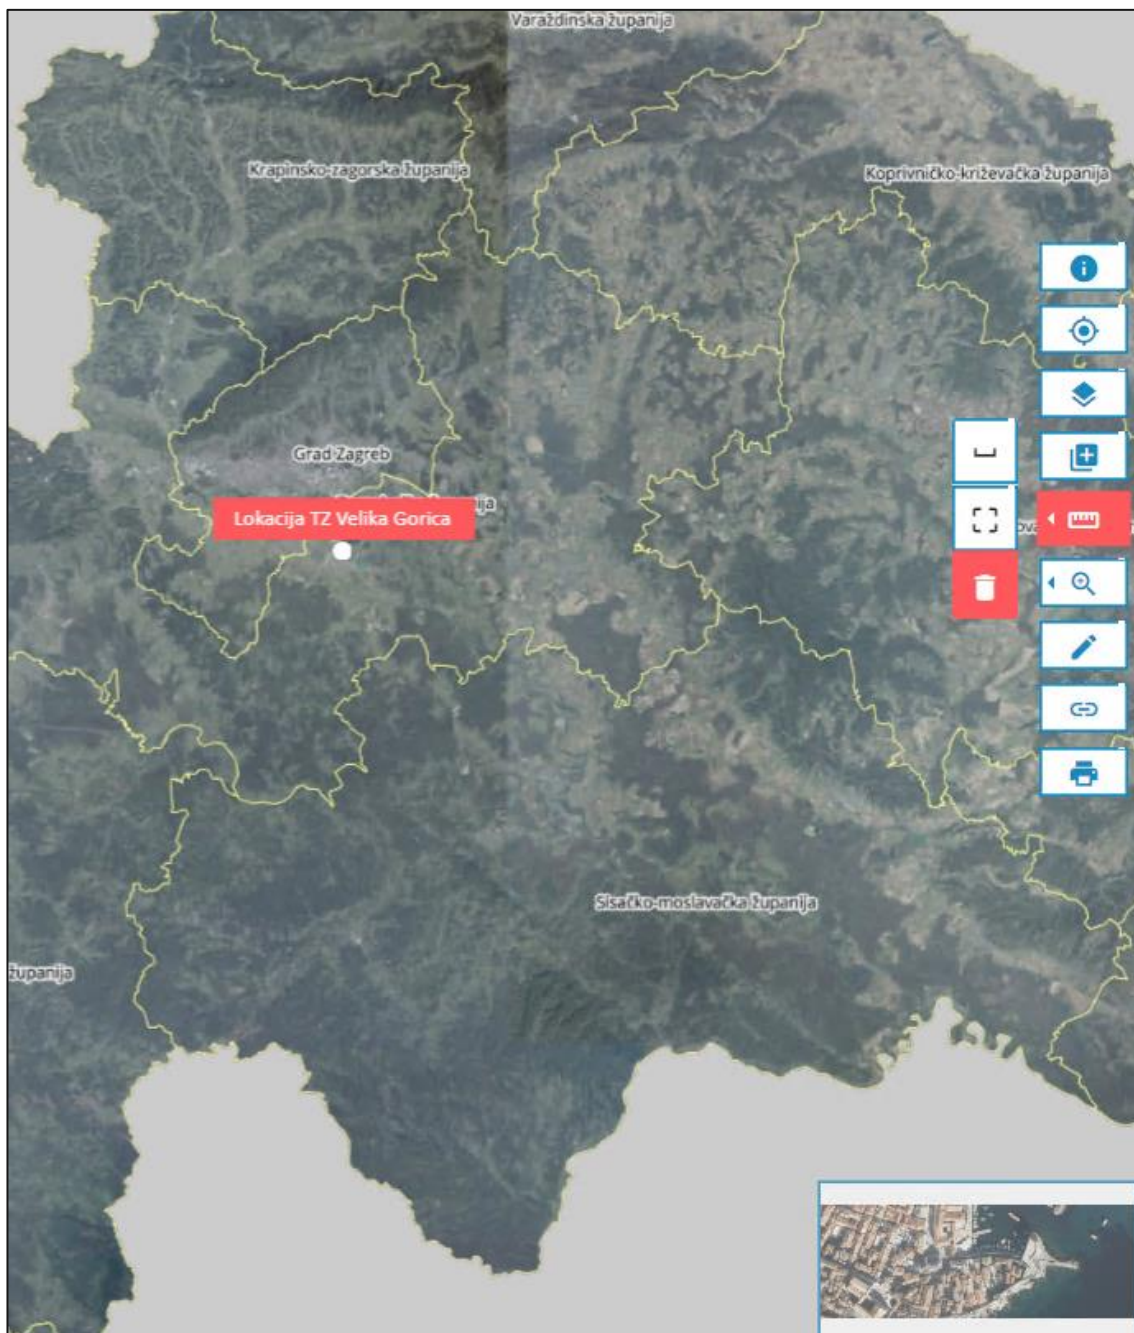 Varaždinska županija
Krapinsko-zagorska županija
Koprivničko-križevačka županija
Grad Zagreb
Lokacija TZ Velika Gorica
Sisačko-moslavačka županija
županija